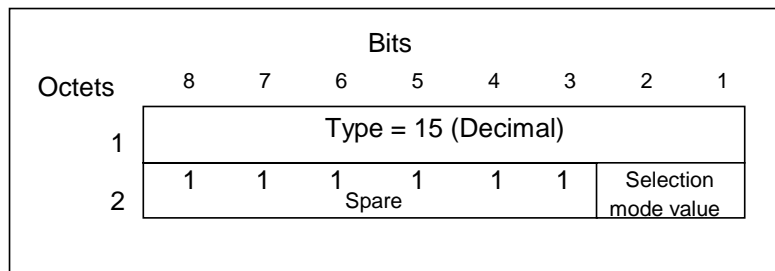 Bits
Octets 8 7 6 5 4 3 2 1
1 Type = 15 (Decimal)
2 1 1 1 1 1 1 Selection
Spare mode value